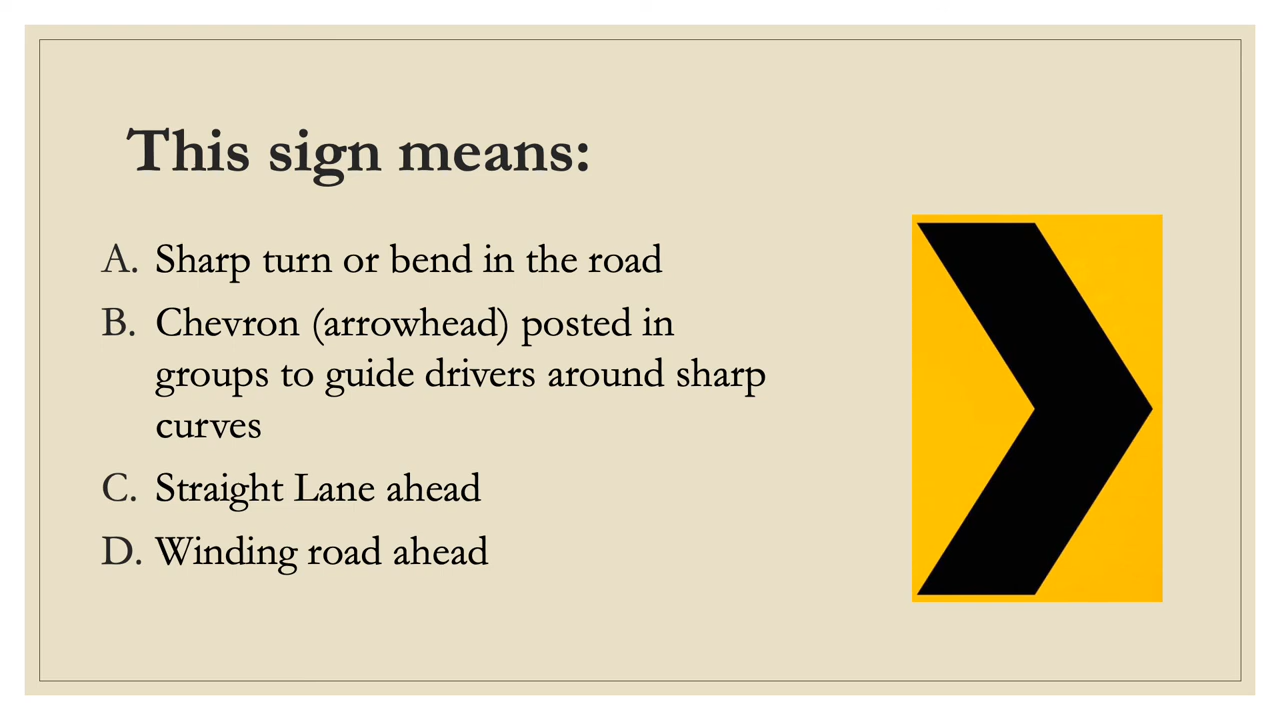 This sign means:
A. Sharp turn or bend in the road
B. Chevron (arrowhead) posted in
groups to guide drivers around sharp
curves
C. Straight Lane ahead
D. Winding road ahead